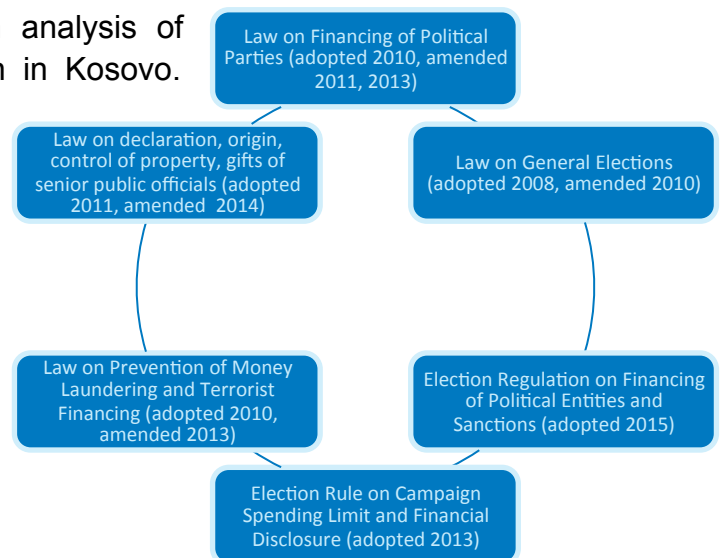 analysis of
in Kosovo.
Law on Financing of Political
Parties (adopted 2010, amended
2011, 2013)
Law on declaration, origin,
control of property, gifts of
senior public officials (adopted
2011, amended 2014)
Law on General Elections
(adopted 2008, amended 2010)
Law on Prevention of Money
Laundering and Terrorist
Financing (adopted 2010,
amended 2013)
Election Regulation on Financing
of Political Entities and
Sanctions (adopted 2015)
Election Rule on Campaign
Spending Limit and Financial
Disclosure (adopted 2013)